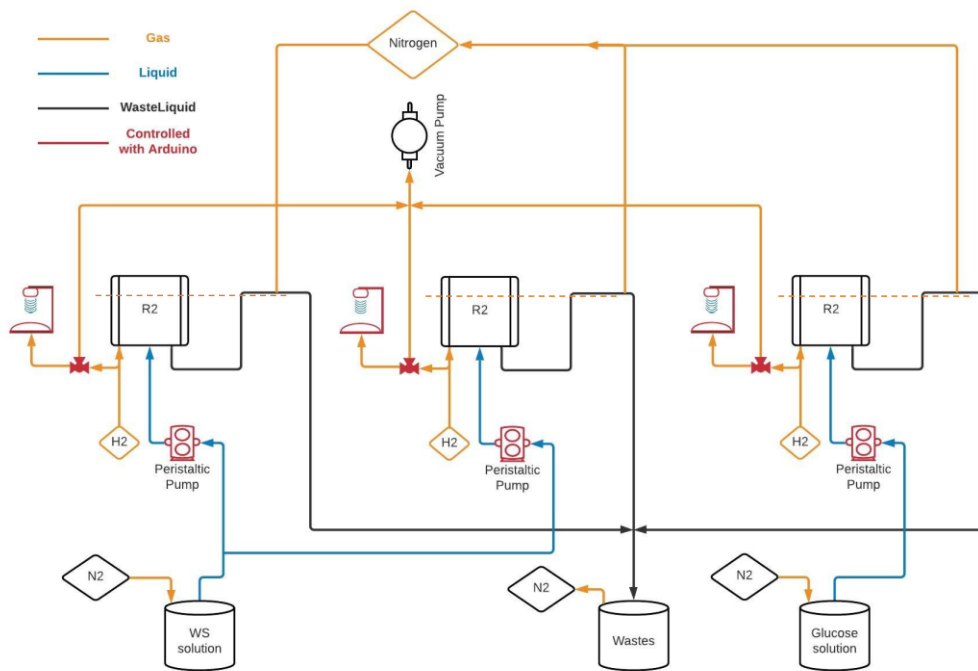 Gas
Liquid
WasteLiquid
Controlled
with Arduino
Nitrogen
Vacuum Pump
R2
R2
R2
H2
H2
H2
Peristaltic
Pump
Peristaltic
Pump
Peristaltic
Pump
N2
WS
solution
N2
Wastes
N2
Glucose
solution